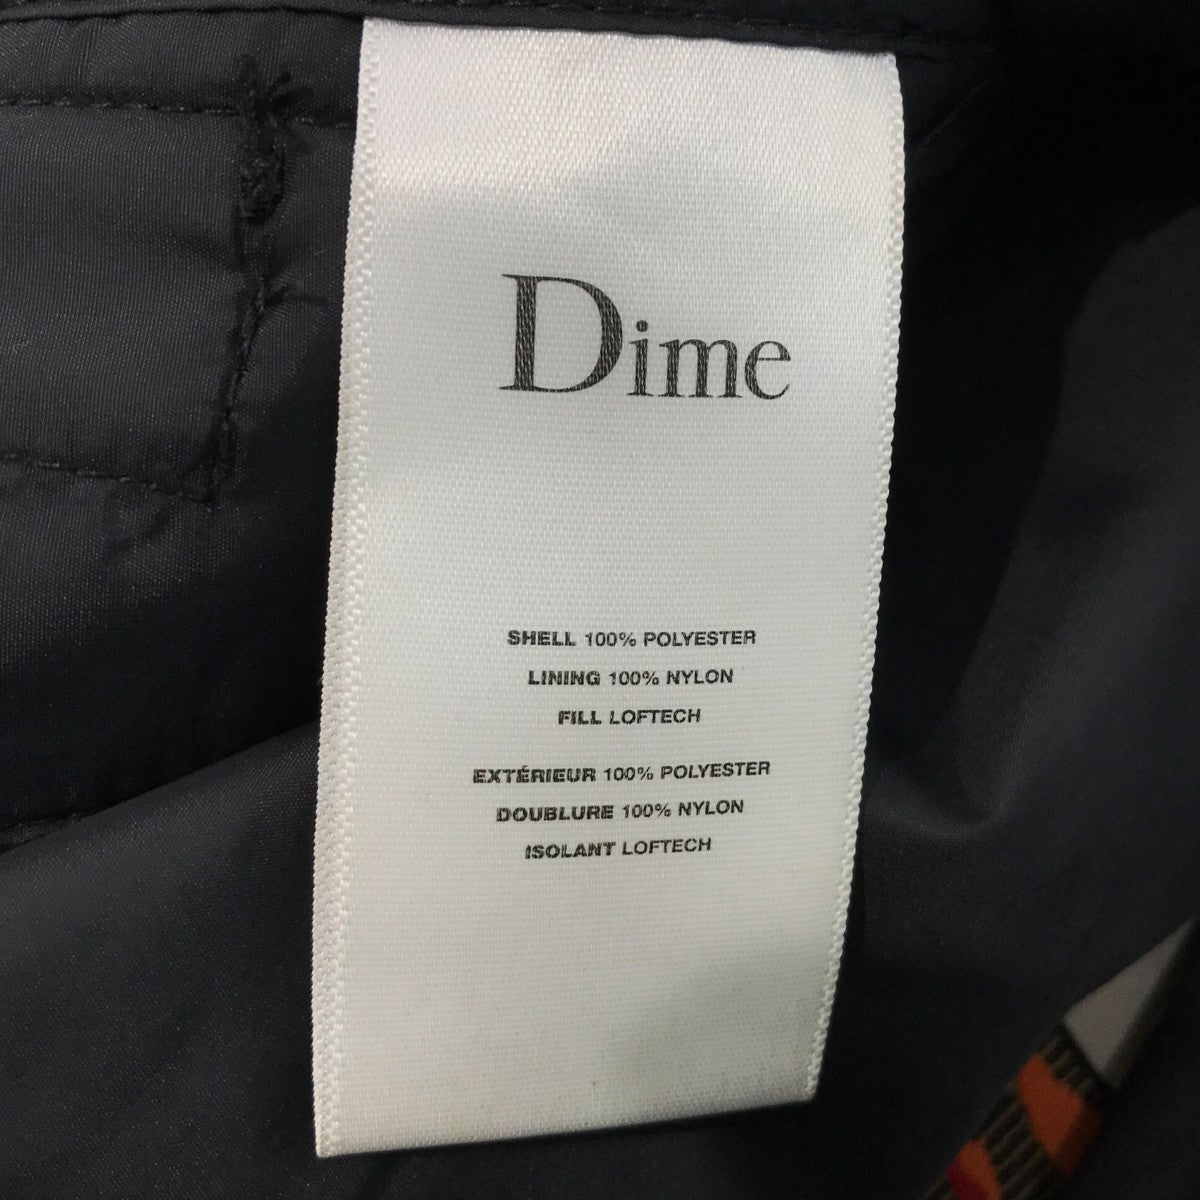 Dime
SHELL 100% POLYESTER
LINING 100% NYLON
FILL LOFTECH
EXTÉRIEUR 100% POLYESTER
DOUBLURE 100% NYLON
ISOLANT LOFTECH